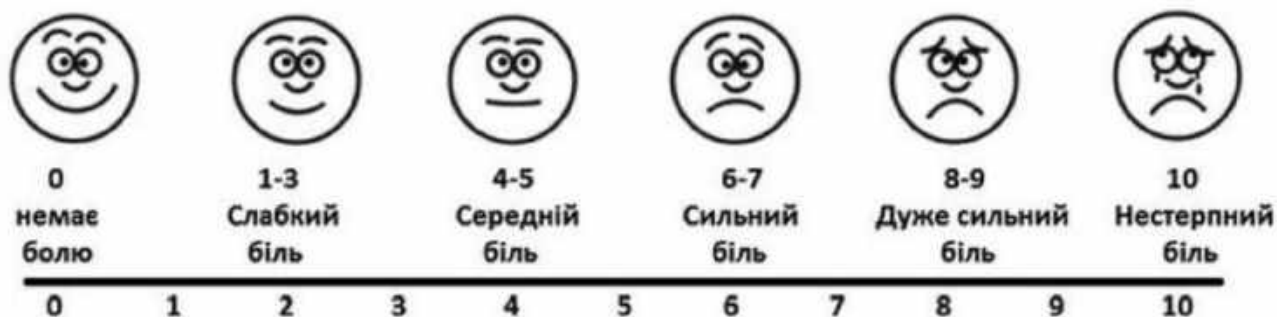 0 1-3 4-5 6-7 8-9 10
немає Слабкий Середній Сильний Дуже сильний Нестерпний
болю біль біль біль біль біль
0 1 2 3 4 5 6 7 8 9 10